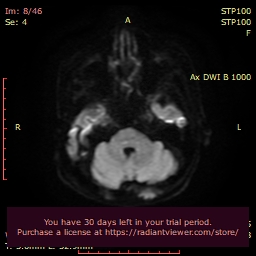 Im: 8/46
Se: 4
A
STP100
STP100
F
Ax DWI B 1000
R
L
You have 30 days left in your trial period.
Purchase a license at https://radiantviewer.com/store/